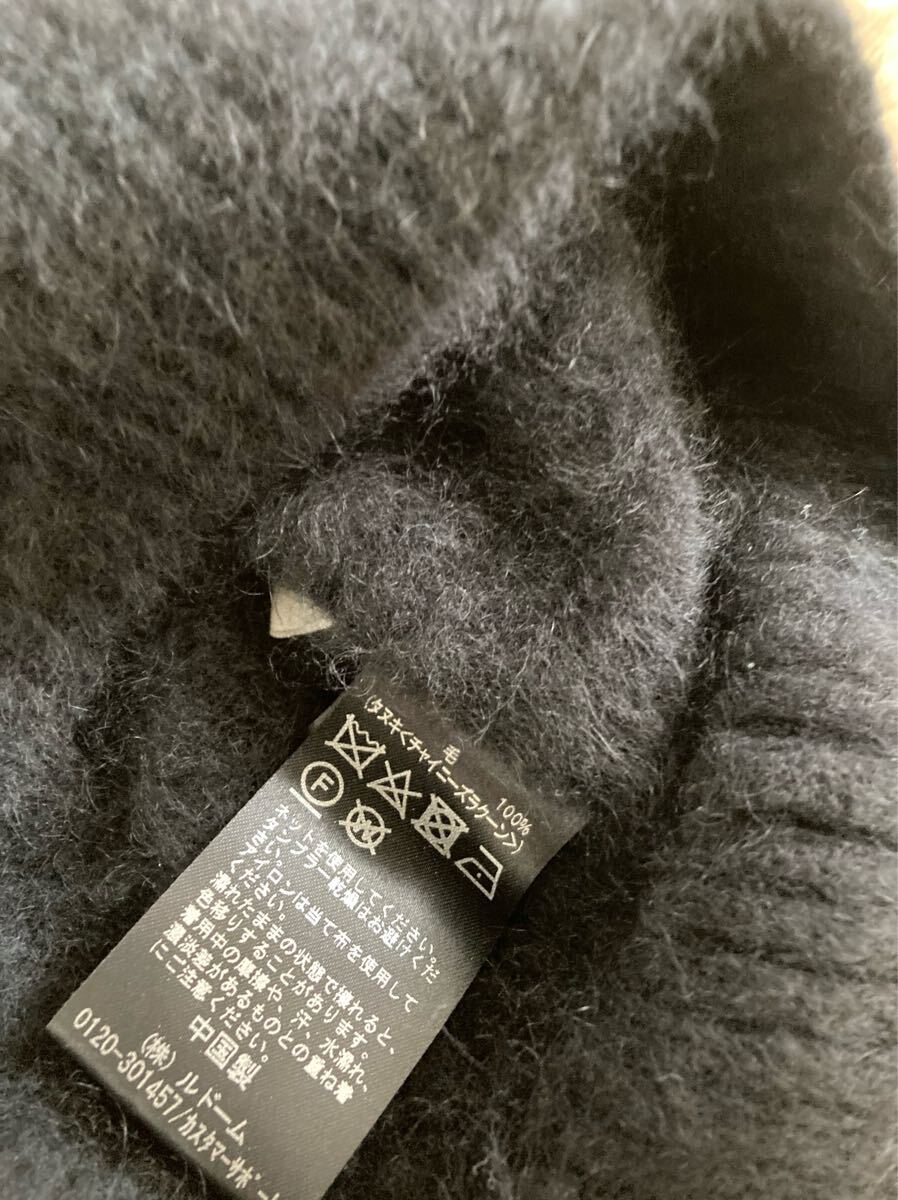 毛 100%
(タヌキ<チャイニーズラクーン>)
F
W
ネットを使用してください。
タンブラー乾燥はお避けくだ
さい。
アイロンは当て布を使用して
ください。
濡れたままの状態で濡れると、
色移りすることがあります。
着用中の摩擦や、汗、水濡れ、
濃淡差があるものとの重ね着
にご注意ください。
中国製
(株)ルドーム
0120-301457/カスタマーサポート